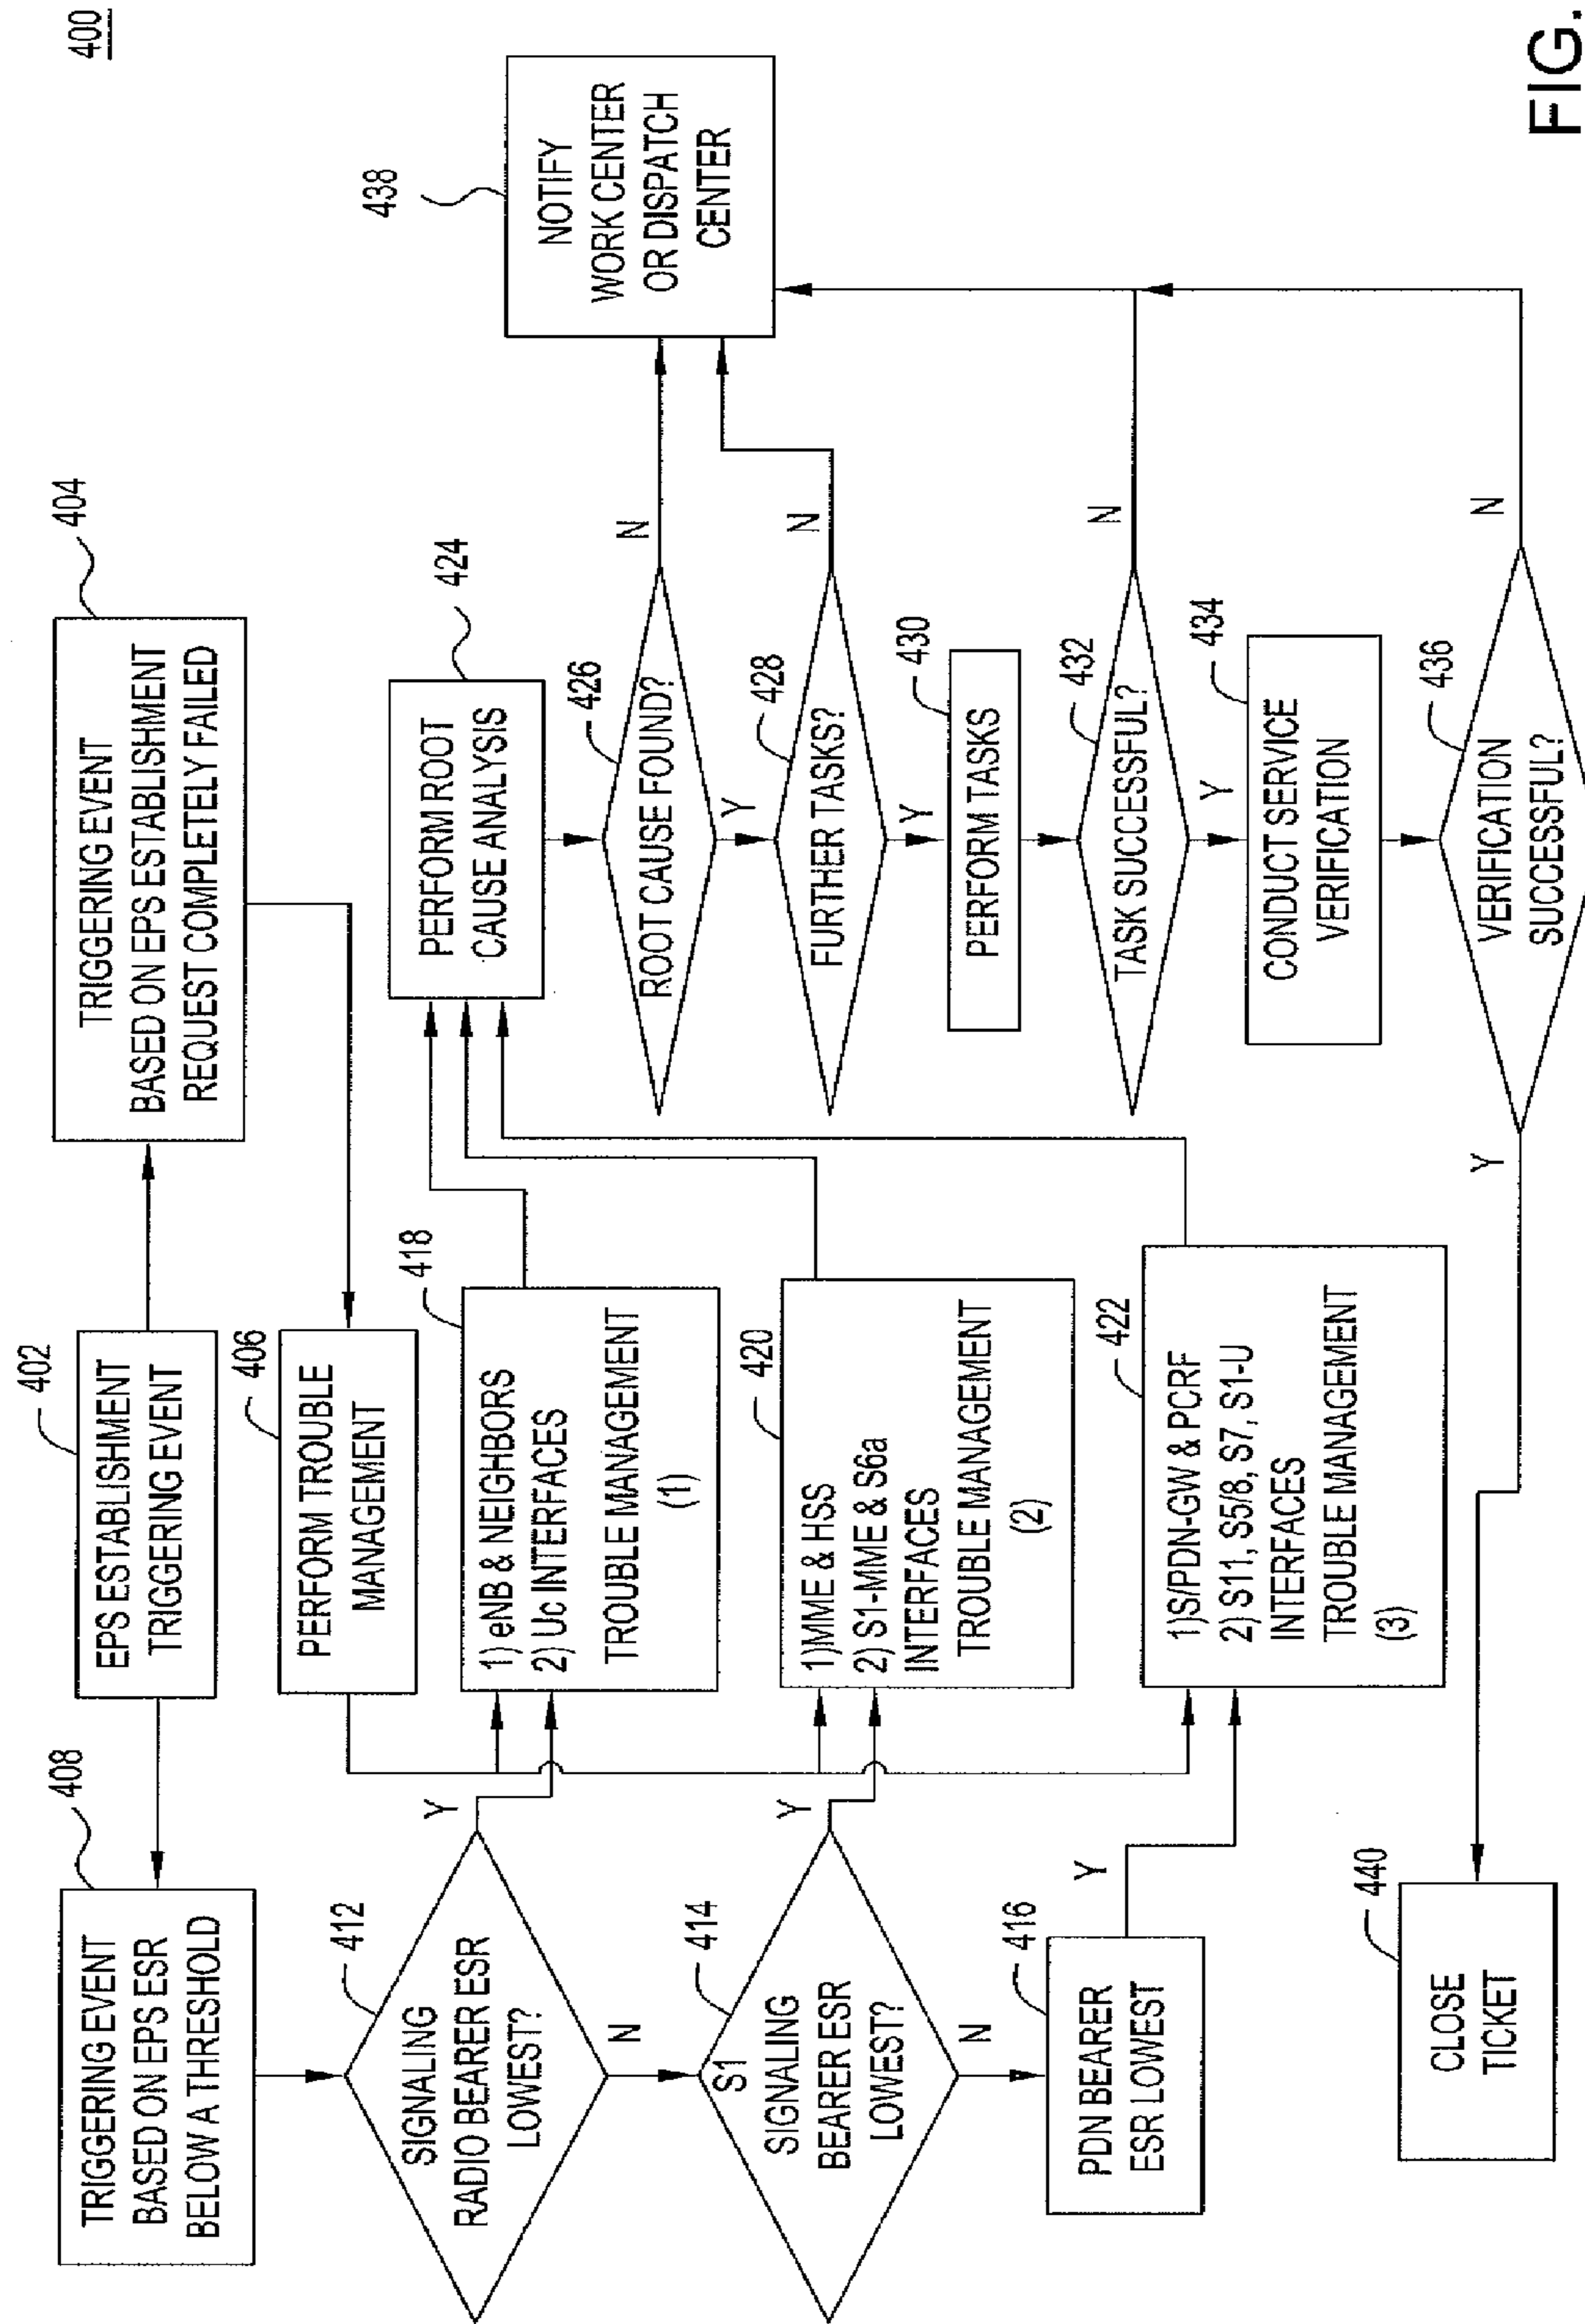 400
402
EPS ESTABLISHMENT
TRIGGERING EVENT
404
TRIGGERING EVENT
BASED ON EPS ESTABLISHMENT
REQUEST COMPLETELY FAILED
408
TRIGGERING EVENT
BASED ON EPS ESR
BELOW A THRESHOLD
406
PERFORM TROUBLE
MANAGEMENT
412
SIGNALING
RADIO BEARER ESR
LOWEST?
Y
N
418
1) eNB & NEIGHBORS
2) Uc INTERFACES
TROUBLE MANAGEMENT
(1)
414
S1
SIGNALING
BEARER ESR
LOWEST?
Y
N
420
1)MME & HSS
2) S1-MME & S6a
INTERFACES
TROUBLE MANAGEMENT
(2)
416
PDN BEARER
ESR LOWEST
Y
422
1)S/PDN-GW & PCRF
2) S11, S5/8, S7, S1-U
INTERFACES
TROUBLE MANAGEMENT
(3)
424
PERFORM ROOT
CAUSE ANALYSIS
426
ROOT CAUSE FOUND?
N
Y
428
FURTHER TASKS?
N
Y
430
PERFORM TASKS
432
TASK SUCCESSFUL?
N
Y
434
CONDUCT SERVICE
VERIFICATION
436
VERIFICATION
SUCCESSFUL?
N
Y
438
NOTIFY
WORK CENTER
OR DISPATCH
CENTER
440
CLOSE
TICKET
FIG.